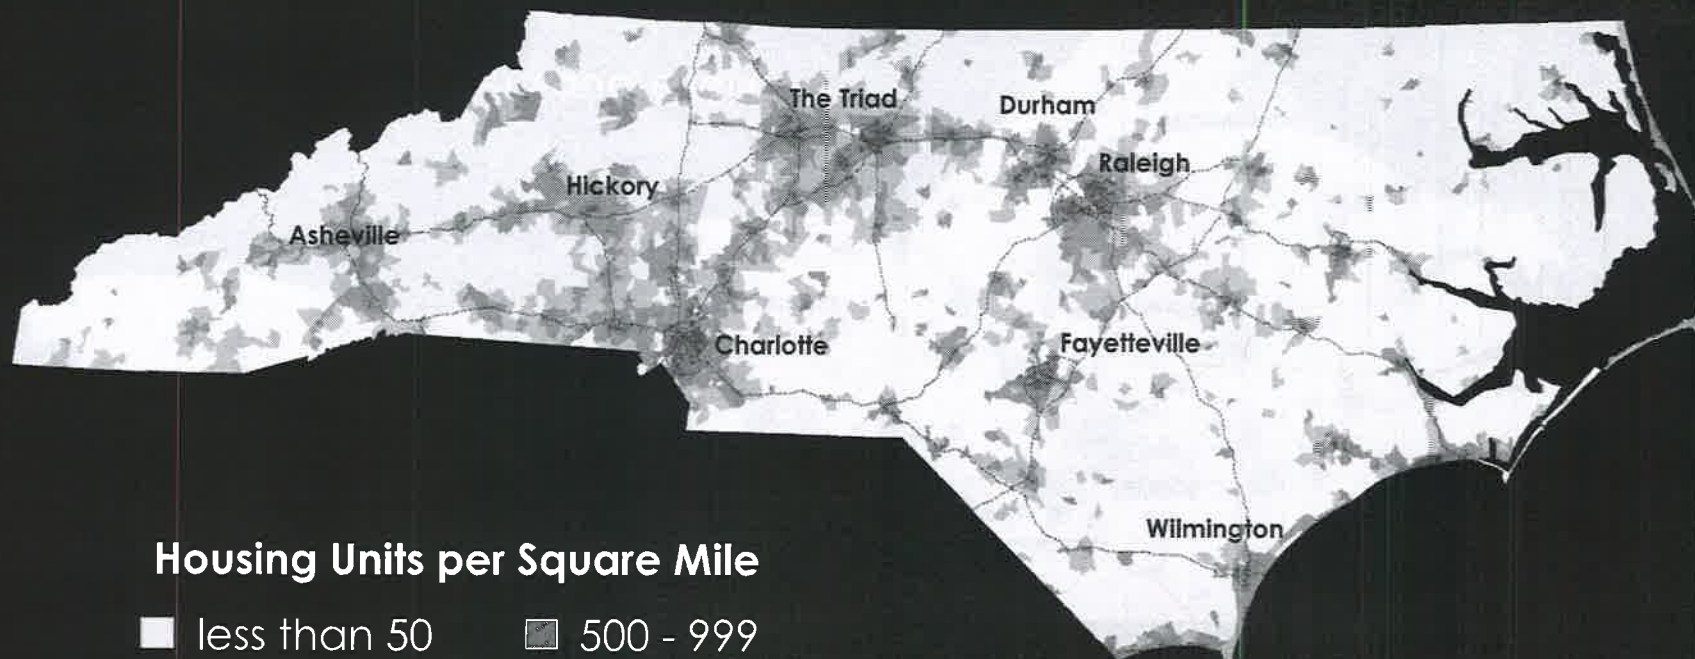 The Triad
Durham
Raleigh
Hickory
Asheville
Charlotte
Fayetteville
Wilmington
Housing Units per Square Mile
less than 50
500 - 999